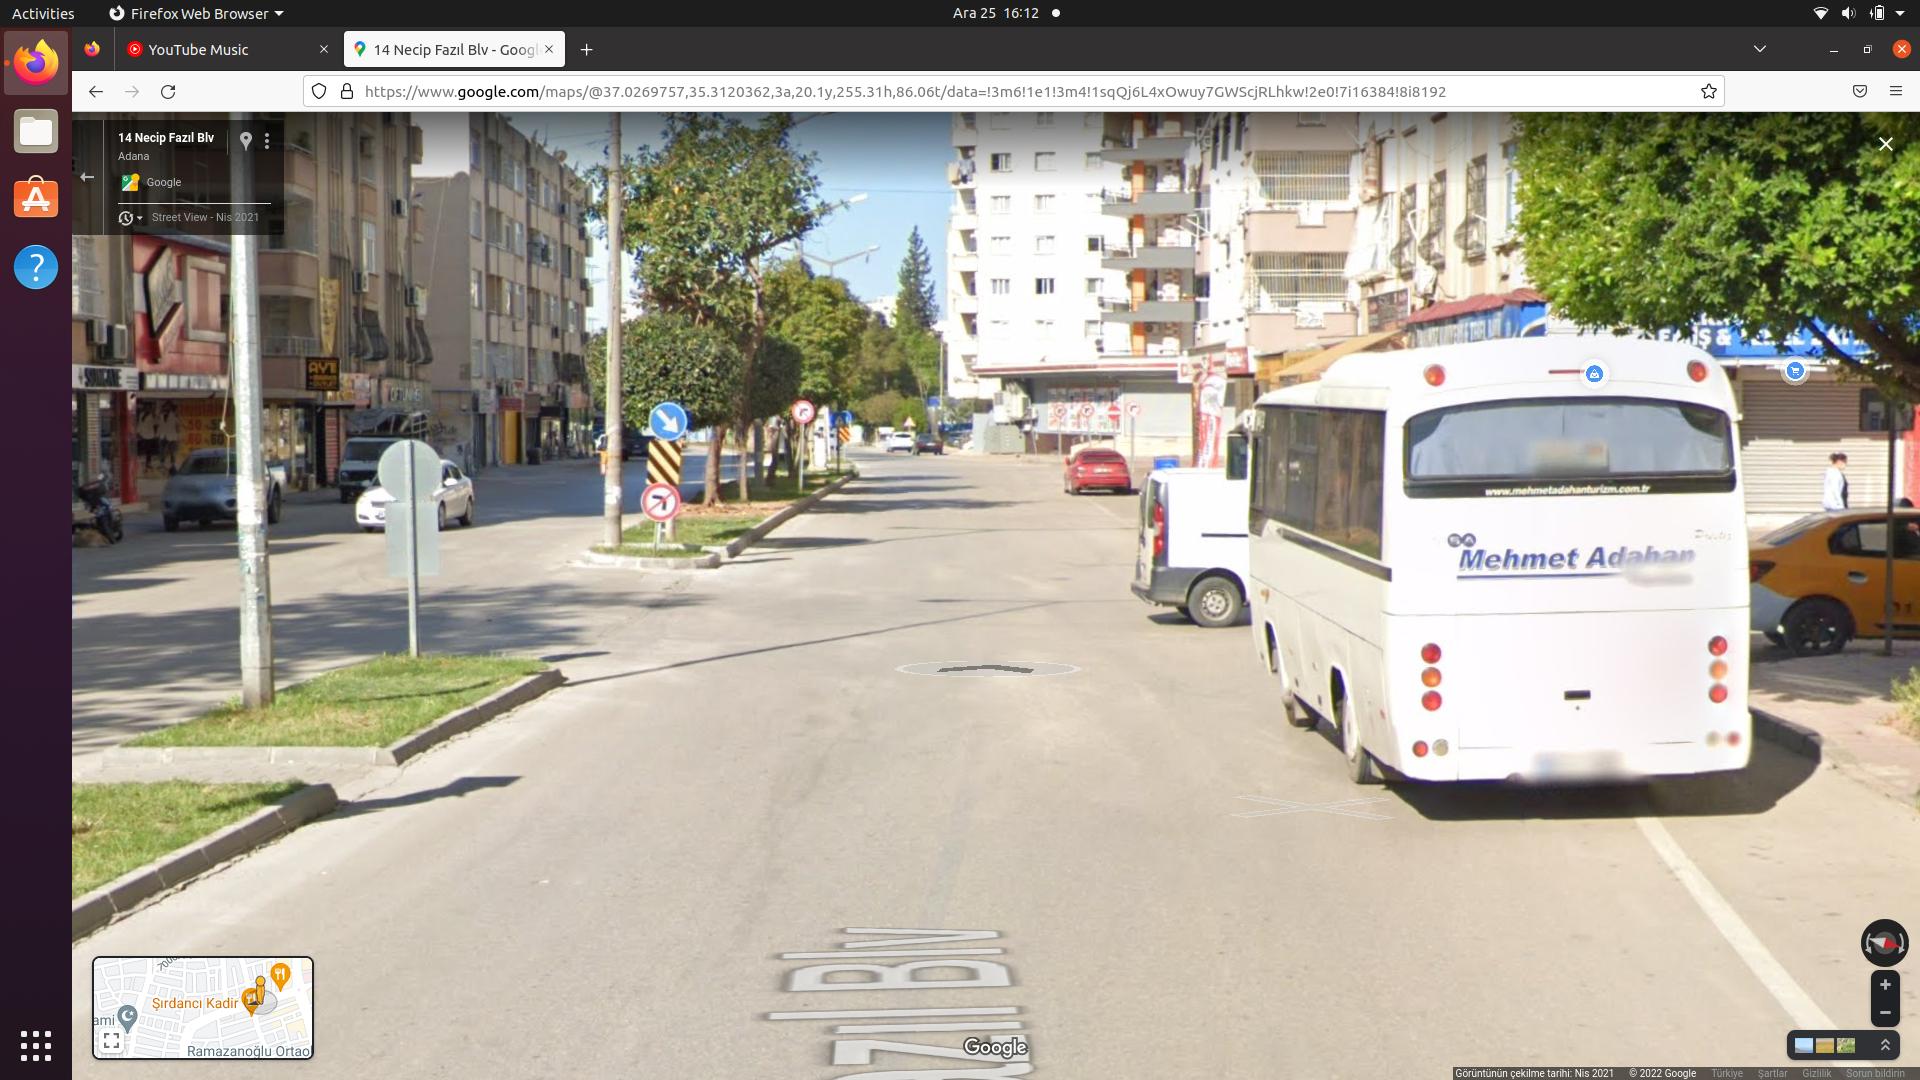 Activities
Firefox Web Browser
Ara 25 16:12
YouTube Music
14 Necip Fazıl Blv - Googl
https://www.google.com/maps/@37.0269757,35.3120362,3a,20.1y,255.31h,86.06t/data=!3m6!1e1!3m4!1sqQj6L4xOwuy7GWScjRLhkw!2e0!7i16384!8i8192
14 Necip Fazıl Blv
Adana
Google
Street View - Nis 2021
www.mehmetadahanturizm.com.tr
Mehmet Adahan
Şırdancı Kadir
ami
Ramazanoğlu Ortaol
Google
Görüntünün çekilme tarihi: Nis 2021 © 2022 Google Türkiye Şartlar Gizlilik Sorun bildirin